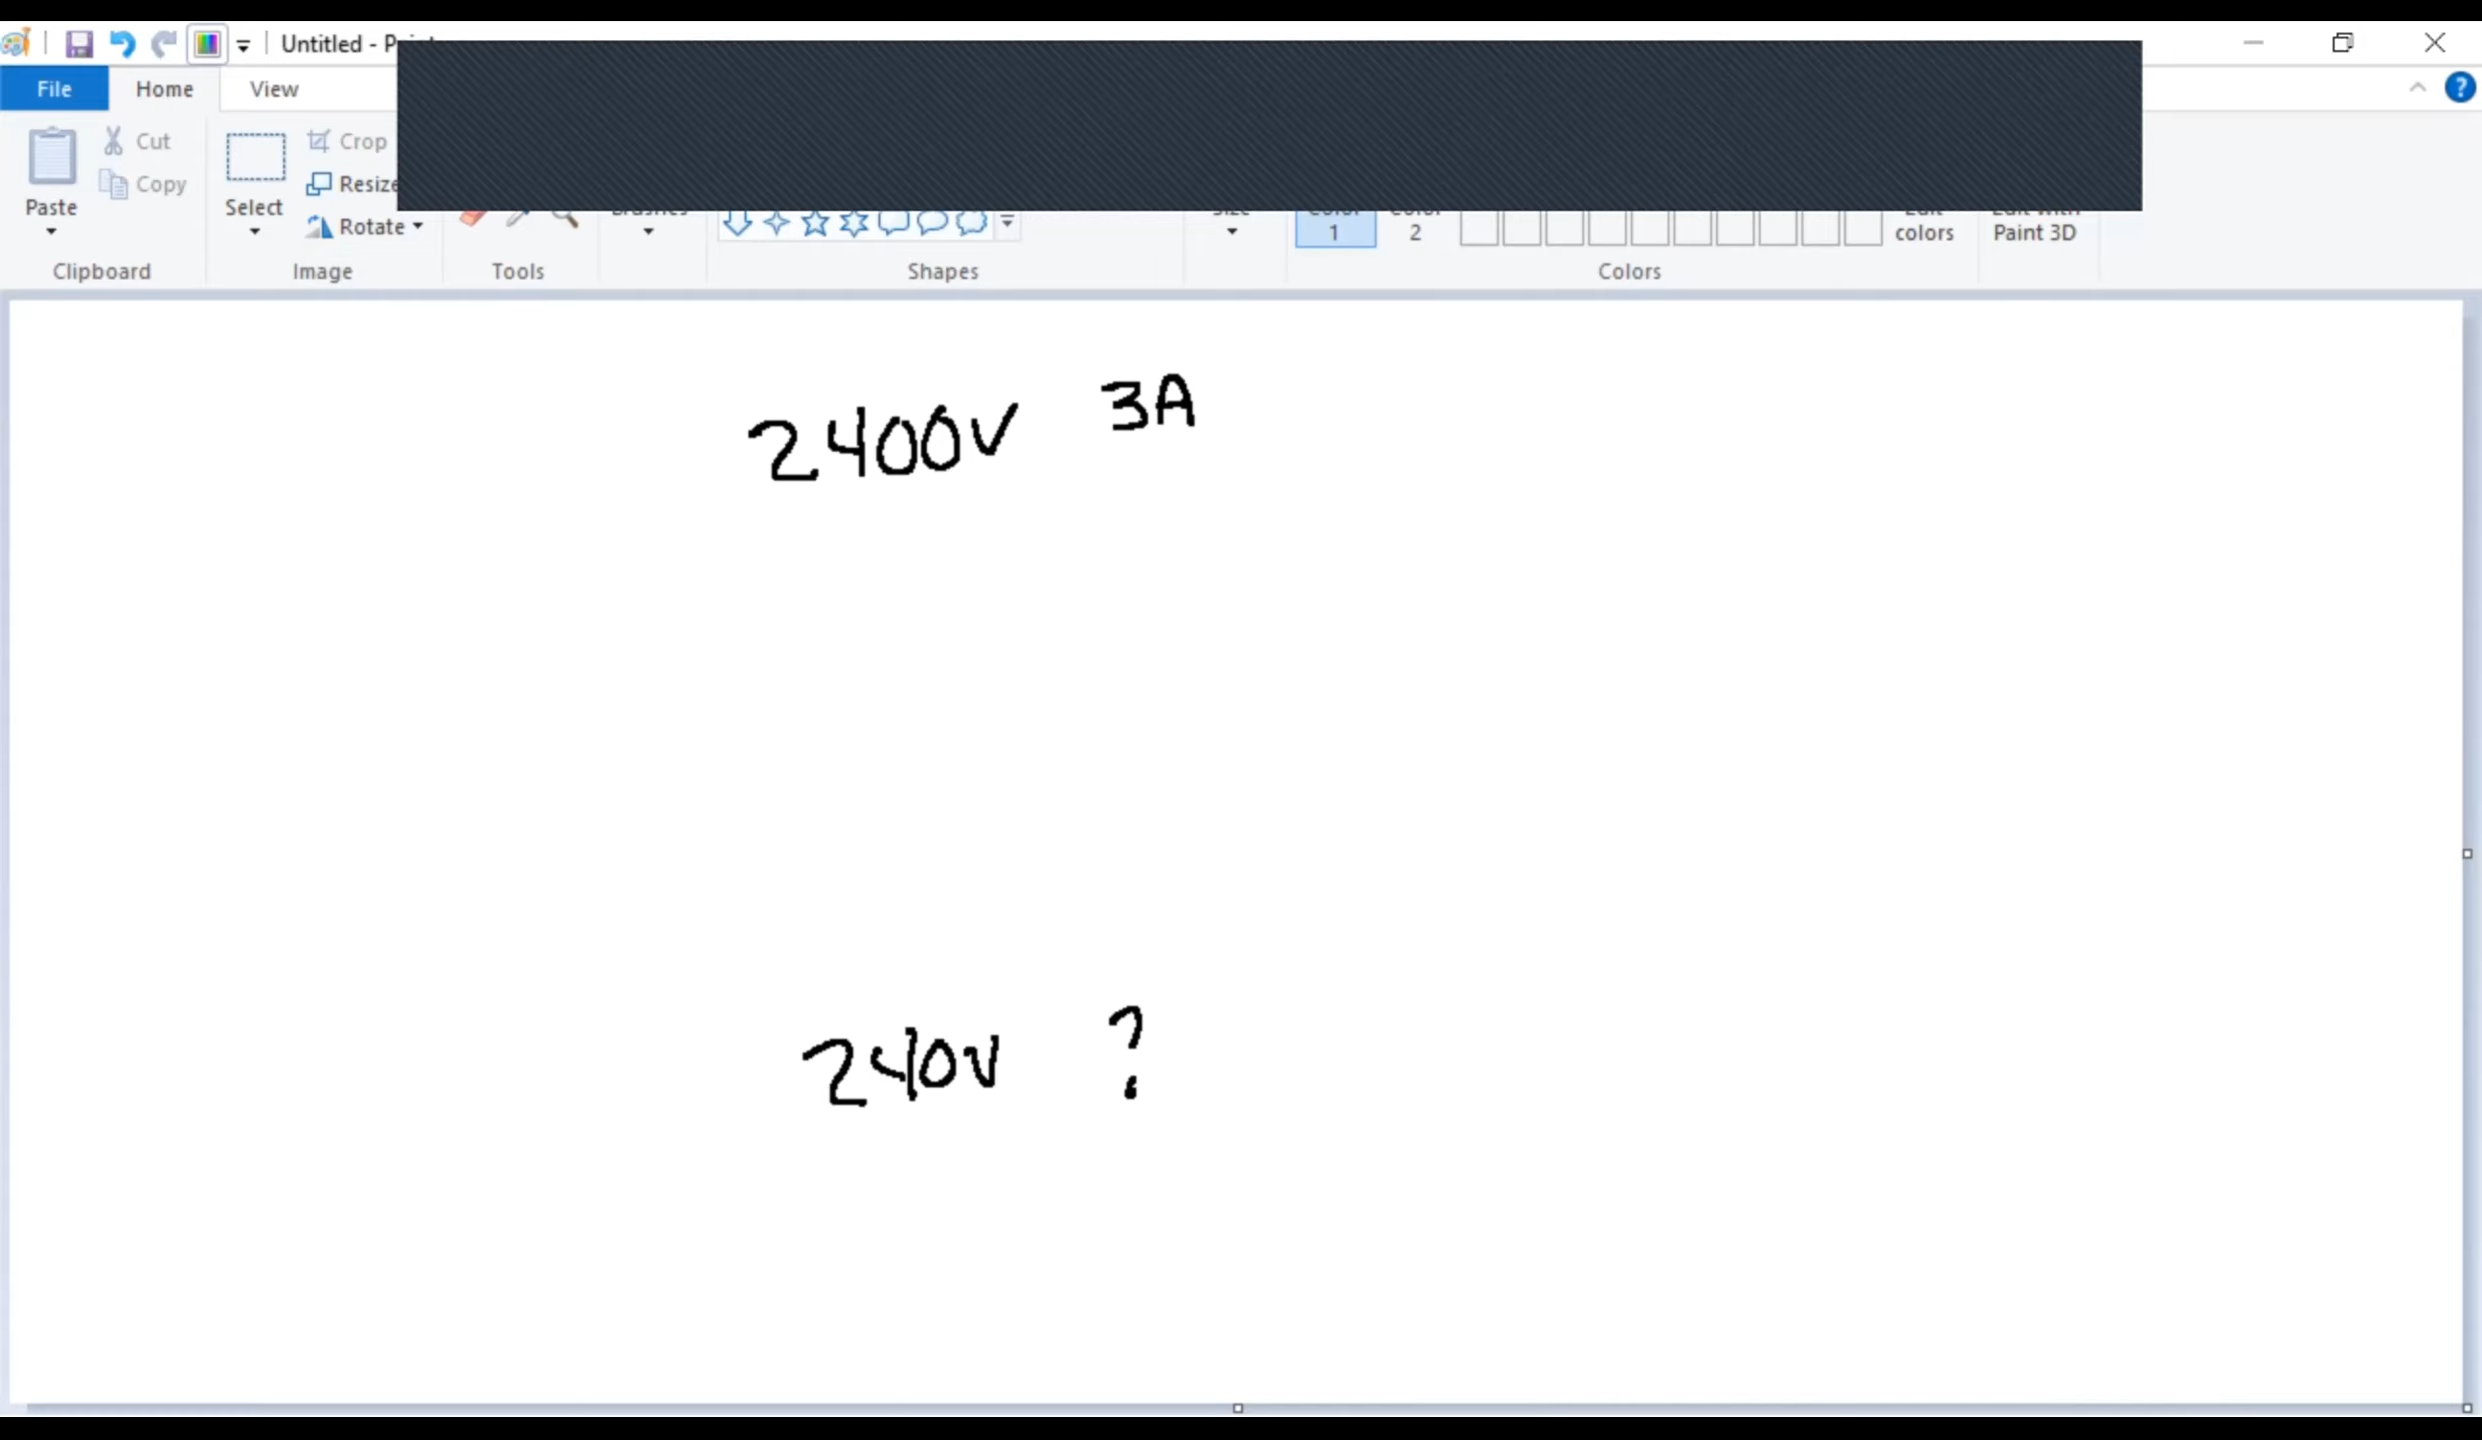 Untitled - Paint
File Home View
Cut
Crop
Copy
Resize
Paste Select
Rotate
1 2 colors Paint 3D
Clipboard Image Tools Shapes Colors
2400V 3A
240V ?